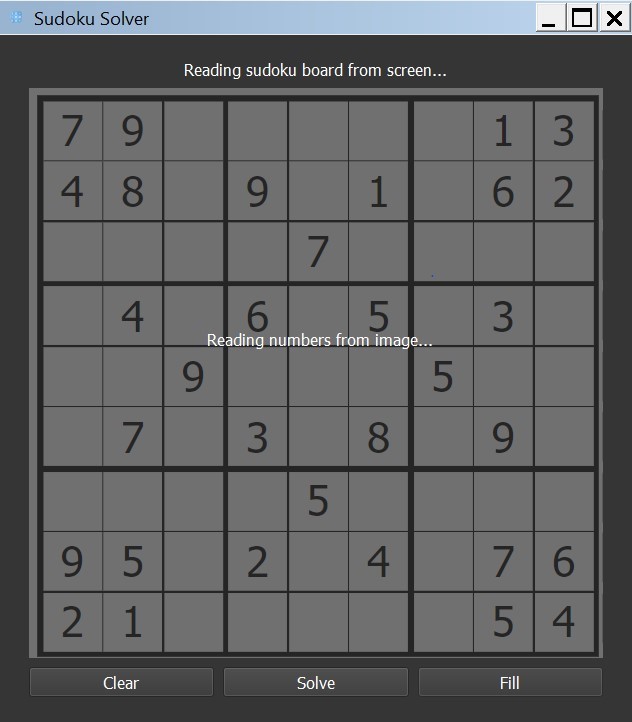 Sudoku Solver
Reading sudoku board from screen...
7 9 1 3
4 8 9 1 6 2
7
4 6 5 3
Reading numbers from image...
9 5
7 3 8 9
5
9 5 2 4 7 6
2 1 5 4
Clear Solve Fill